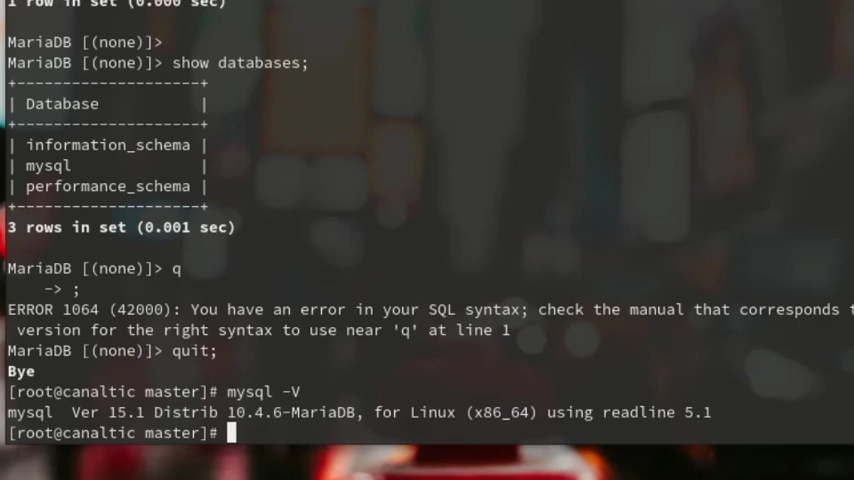 1 row in set (0.000 sec)
MariaDB [(none)]>
MariaDB [(none)]> show databases;
+--------------------+
| Database           |
+--------------------+
| information_schema |
| mysql              |
| performance_schema |
+--------------------+
3 rows in set (0.001 sec)
MariaDB [(none)]> q
    -> ;
ERROR 1064 (42000): You have an error in your SQL syntax; check the manual that corresponds
 version for the right syntax to use near 'q' at line 1
MariaDB [(none)]> quit;
Bye
[root@canaltic master]# mysql -V
mysql  Ver 15.1 Distrib 10.4.6-MariaDB, for Linux (x86_64) using readline 5.1
[root@canaltic master]#